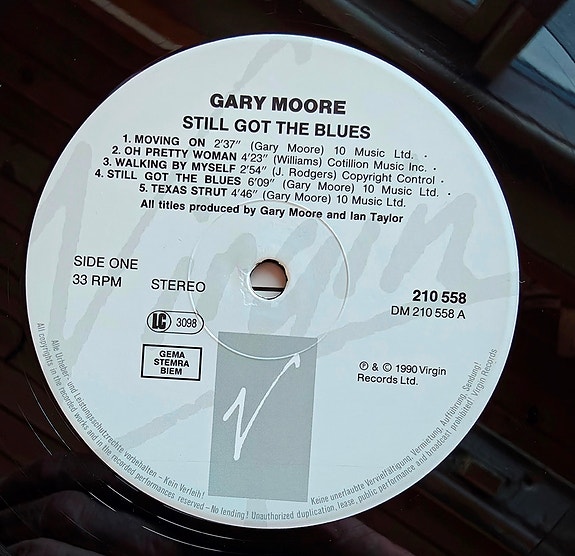 GARY MOORE
STILL GOT THE BLUES
1. MOVING ON 2'37" (Gary Moore) 10 Music Ltd. ·
2. OH PRETTY WOMAN 4'23" (Williams) Cotillion Music Inc. ·
3. WALKING BY MYSELF 2'54" (J. Rodgers) Copyright Control ·
4. STILL GOT THE BLUES 6'09" (Gary Moore) 10 Music Ltd. ·
5. TEXAS STRUT 4'46" (Gary Moore) 10 Music Ltd.
All titles produced by Gary Moore and Ian Taylor
Virgin
SIDE ONE
33 RPM
STEREO
LC 3098
GEMA
STEMRA
BIEM
210 558
DM 210 558 A
℗ & © 1990 Virgin
Records Ltd.
V
Alle Urheber- und Leistungsschutzrechte vorbehalten – Kein Verleih! Keine unerlaubte Vervielfältigung, Vermietung, Aufführung, Sendung!
All copyrights in the recorded works and in the recorded performances reserved – No lending! Unauthorized duplication, lease, public performance and broadcast prohibited! Virgin Records